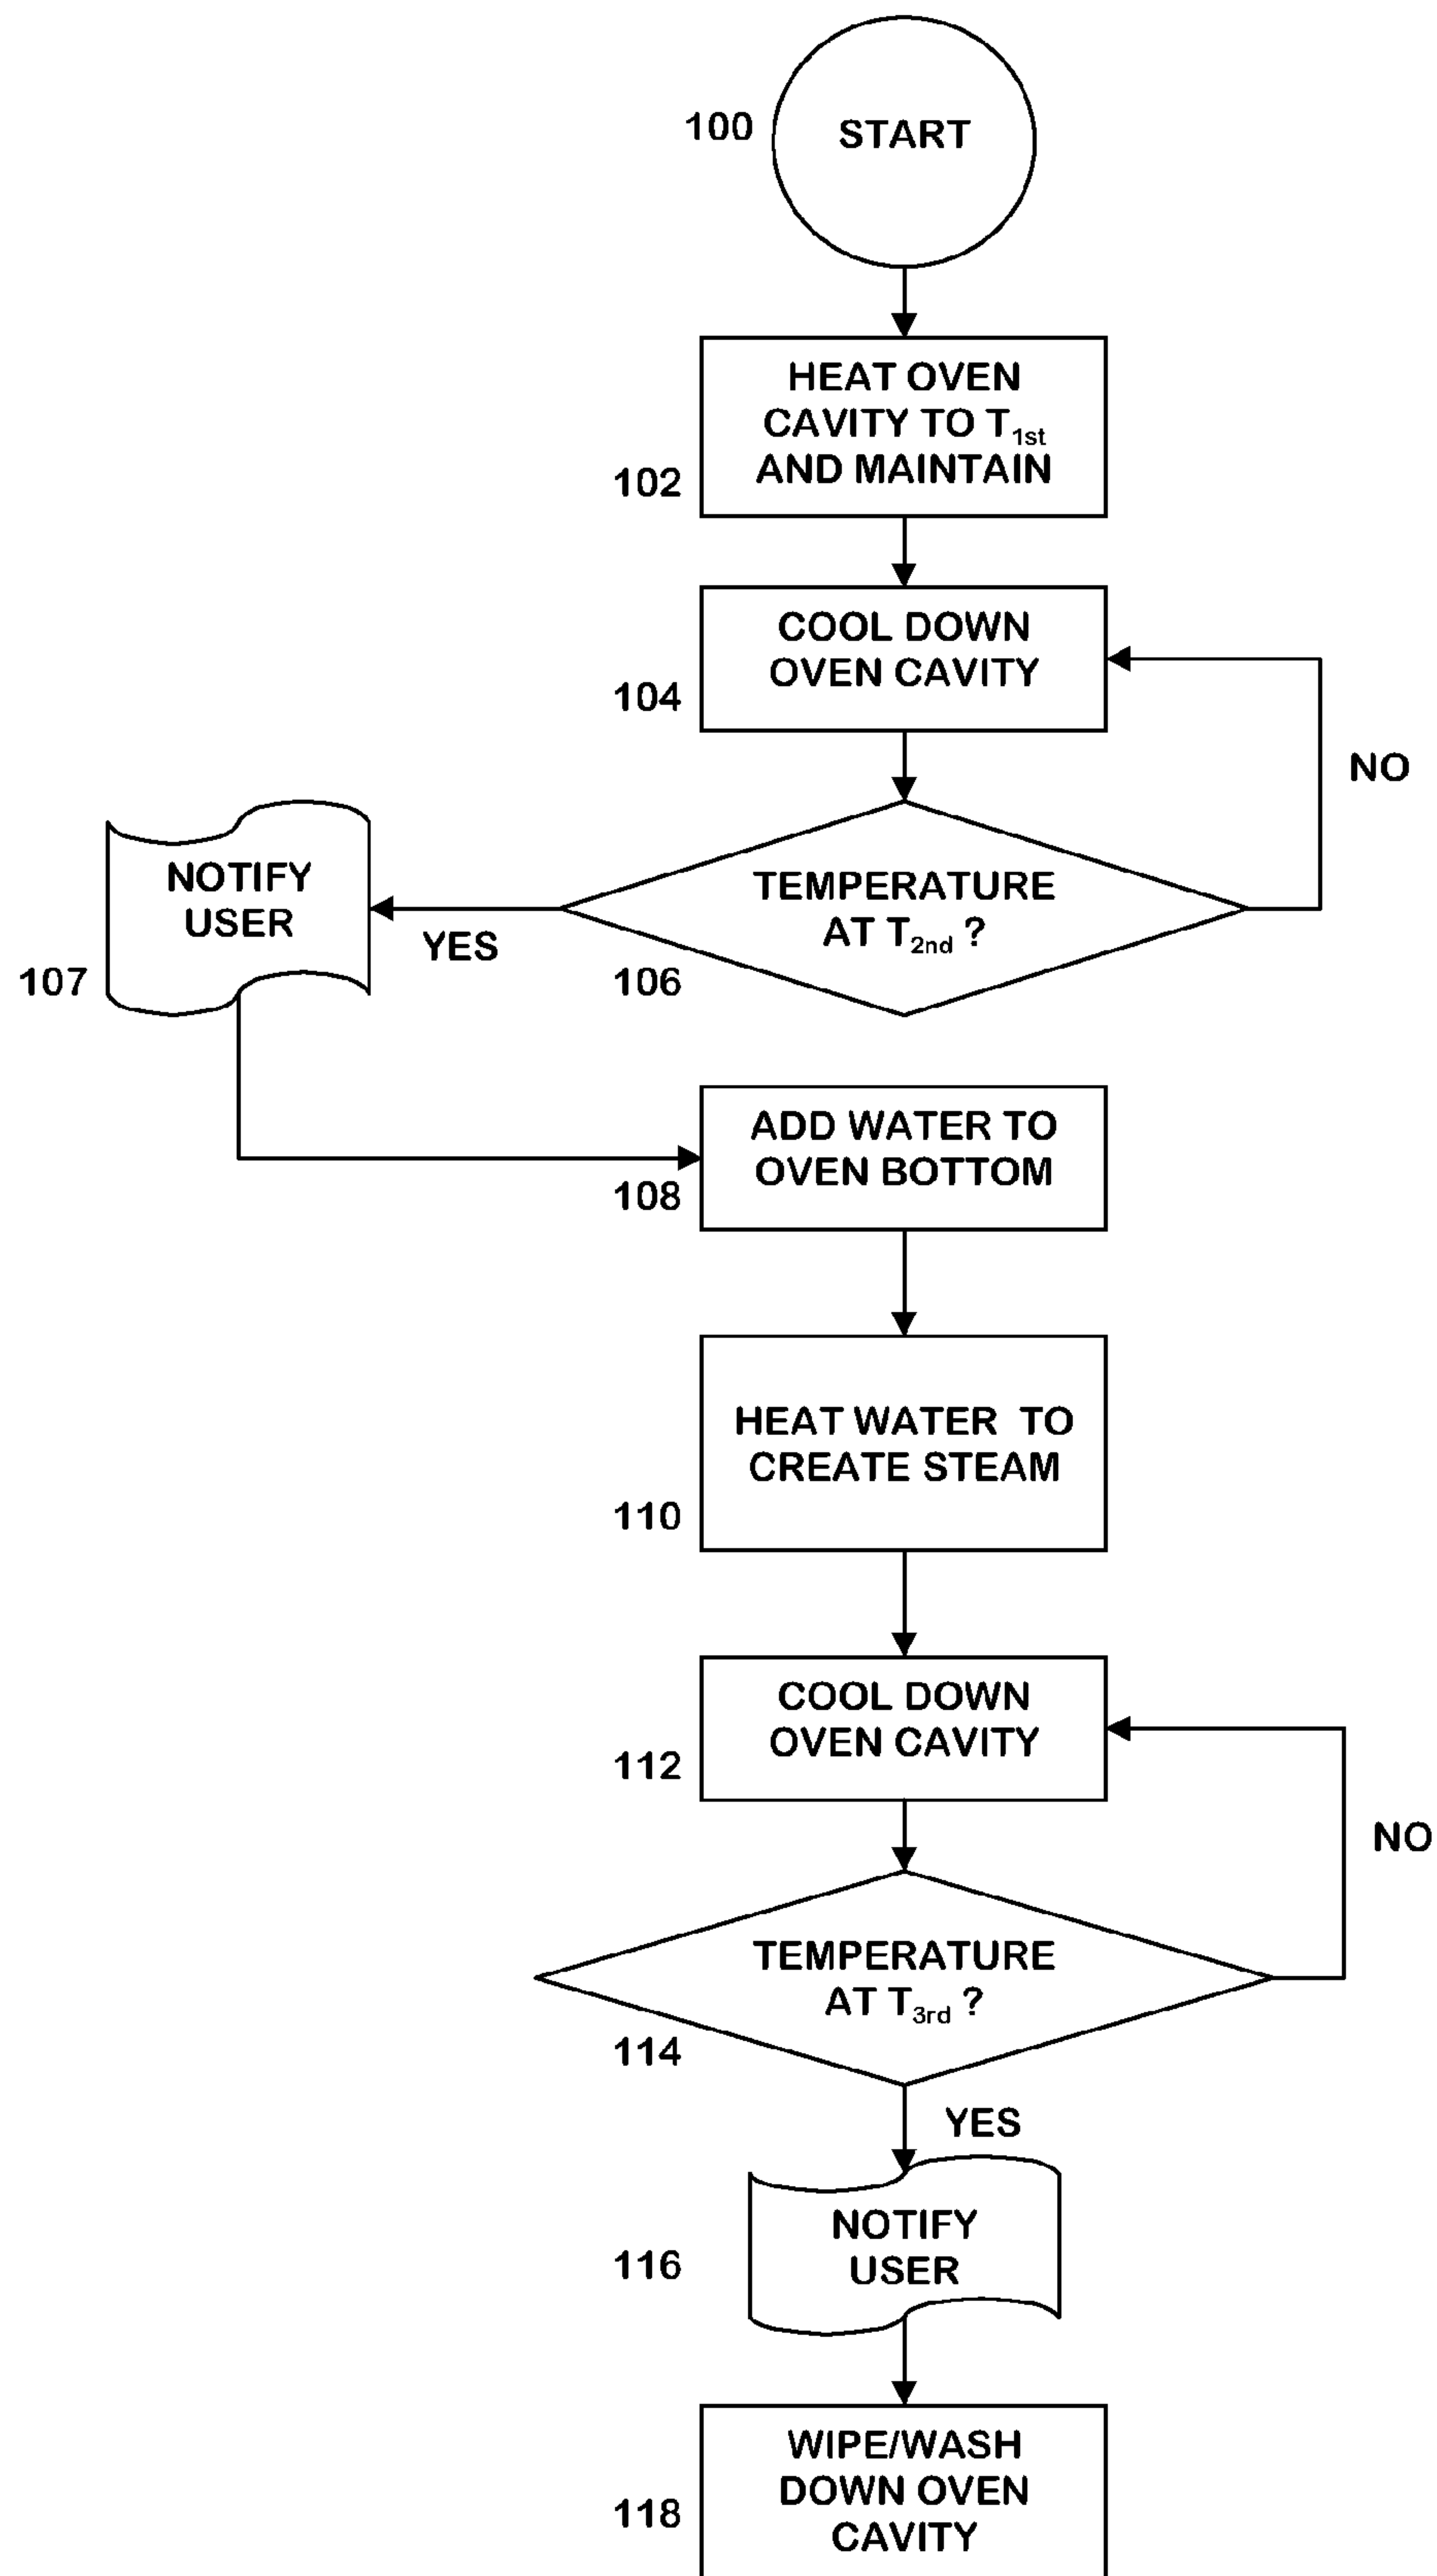 100
START
HEAT OVEN
CAVITY TO T1st
AND MAINTAIN
102
COOL DOWN
OVEN CAVITY
104
NO
TEMPERATURE
AT T2nd ?
106
YES
NOTIFY
USER
107
ADD WATER TO
OVEN BOTTOM
108
HEAT WATER TO
CREATE STEAM
110
COOL DOWN
OVEN CAVITY
112
NO
TEMPERATURE
AT T3rd ?
114
YES
NOTIFY
USER
116
WIPE/WASH
DOWN OVEN
CAVITY
118